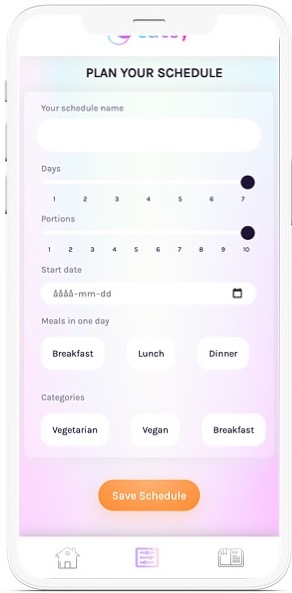 PLAN YOUR SCHEDULE
Your schedule name
Days
1 2 3 4 5 6 7
Portions
1 2 3 4 5 6 7 8 9 10
Start date
åååå-mm-dd
Meals in one day
Breakfast Lunch Dinner
Categories
Vegetarian Vegan Breakfast
Save Schedule